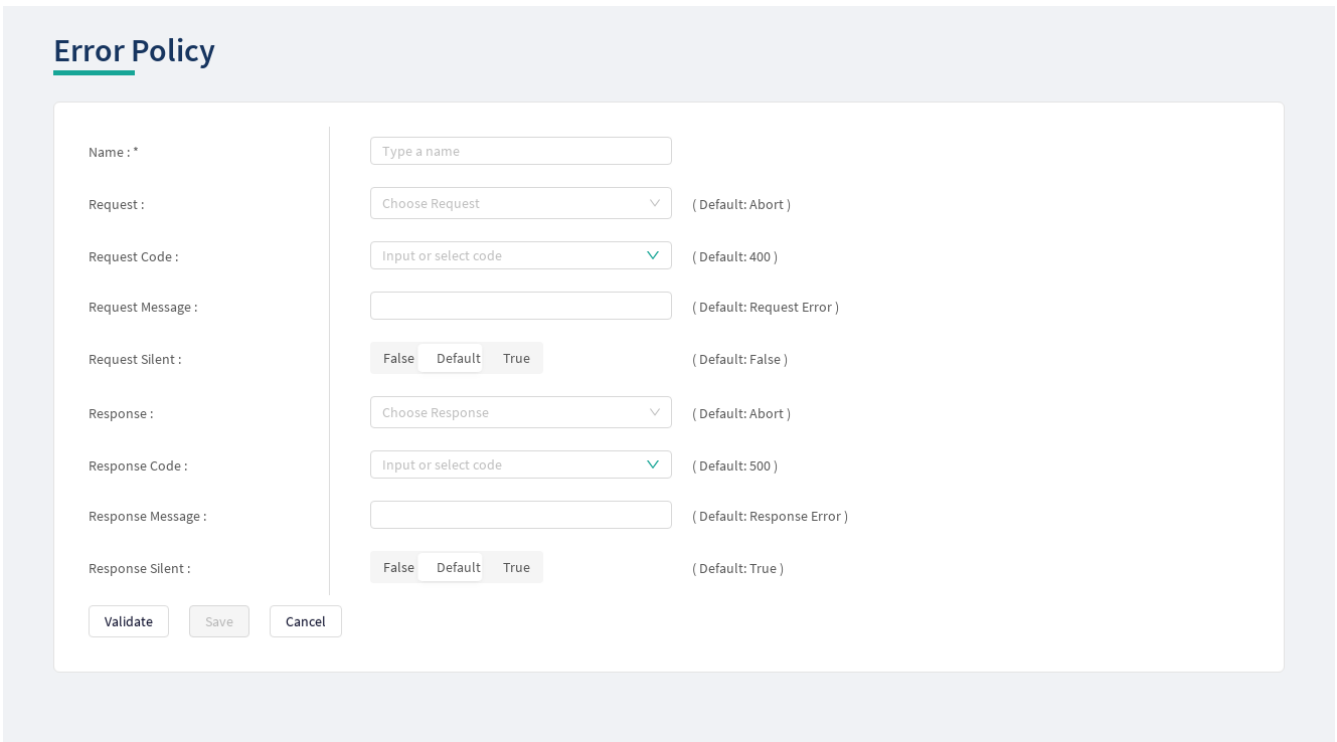 Error Policy
Name : *
Type a name
Request :
Choose Request
( Default: Abort )
Request Code :
Input or select code
( Default: 400 )
Request Message :
( Default: Request Error )
Request Silent :
False Default True
( Default: False )
Response :
Choose Response
( Default: Abort )
Response Code :
Input or select code
( Default: 500 )
Response Message :
( Default: Response Error )
Response Silent :
False Default True
( Default: True )
Validate Save Cancel